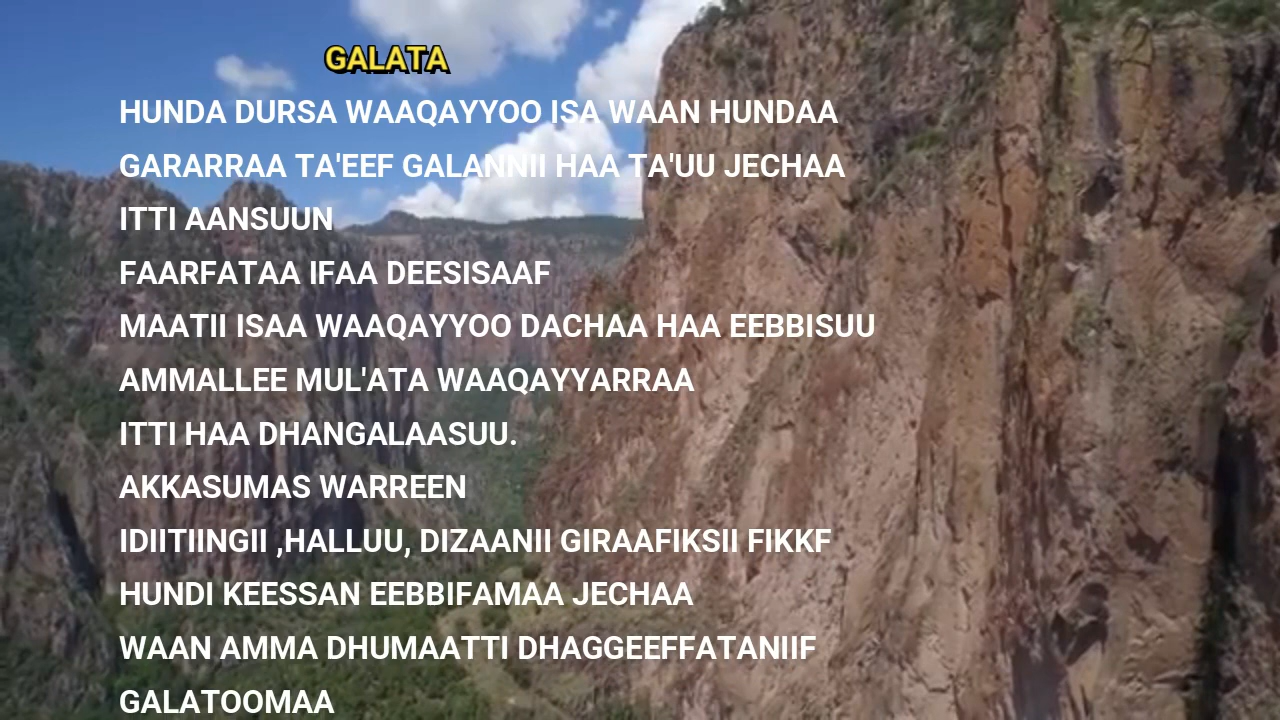 GALATA
HUNDA DURSA WAAQAYYOO ISA WAAN HUNDAA
GARARRAA TA'EEF GALANNII HAA TA'UU JECHAA
ITTI AANSUUN
FAARFATAA IFAA DEESISAAF
MAATII ISAA WAAQAYYOO DACHAA HAA EEBBISUU
AMMALLEE MUL'ATA WAAQAYYARRAA
ITTI HAA DHANGALAASUU.
AKKASUMAS WARREEN
IDIITIINGII ,HALLUU, DIZAANII GIRAAFIKSII FIKKF
HUNDI KEESSAN EEBBIFAMAA JECHAA
WAAN AMMA DHUMAATTI DHAGGEEFFATANIIF
GALATOOMAA